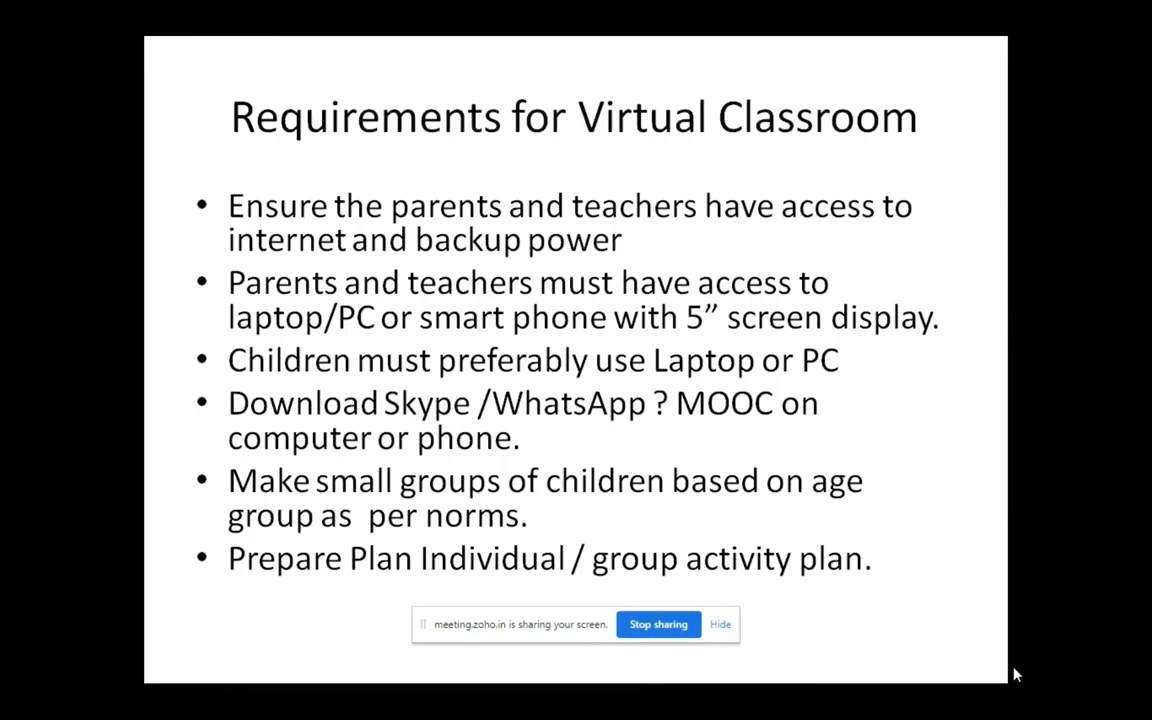 Requirements for Virtual Classroom
• Ensure the parents and teachers have access to
internet and backup power
• Parents and teachers must have access to
laptop/PC or smart phone with 5” screen display.
• Children must preferably use Laptop or PC
• Download Skype /WhatsApp ? MOOC on
computer or phone.
• Make small groups of children based on age
group as  per norms.
• Prepare Plan Individual / group activity plan.
meeting.zoho.in is sharing your screen. Stop sharing Hide